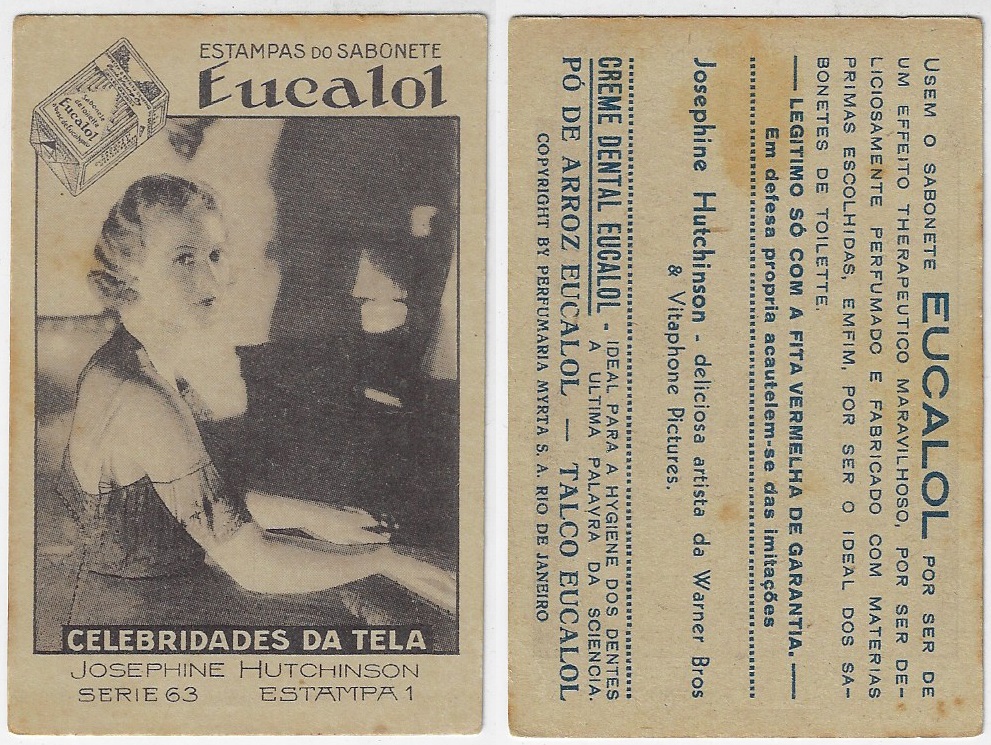 ESTAMPAS DO SABONETE
Eucalol
Sabonete
de toilette
Eucalol
CELEBRIDADES DA TELA
JOSEPHINE HUTCHINSON
SERIE 63 ESTAMPA 1
USEM O SABONETE EUCALOL POR SER DE
UM EFFEITO THERAPEUTICO MARAVILHOSO, POR SER DE-
LICIOSAMENTE PERFUMADO E FABRICADO COM MATERIAS
PRIMAS ESCOLHIDAS, EMFIM, POR SER O IDEAL DOS SA-
BONETES DE TOILETTE.
— LEGITIMO SÓ COM A FITA VERMELHA DE GARANTIA. —
Em defesa propria acautelem-se das imitações
Josephine Hutchinson - deliciosa artista da Warner Bros
& Vitaphone Pictures.
CREME DENTAL EUCALOL - IDEAL PARA A HYGIENE DOS DENTES
A ULTIMA PALAVRA DA SCIENCIA.
PÓ DE ARROZ EUCALOL — TALCO EUCALOL
COPYRIGHT BY PERFUMARIA MYRTA S. A. RIO DE JANEIRO